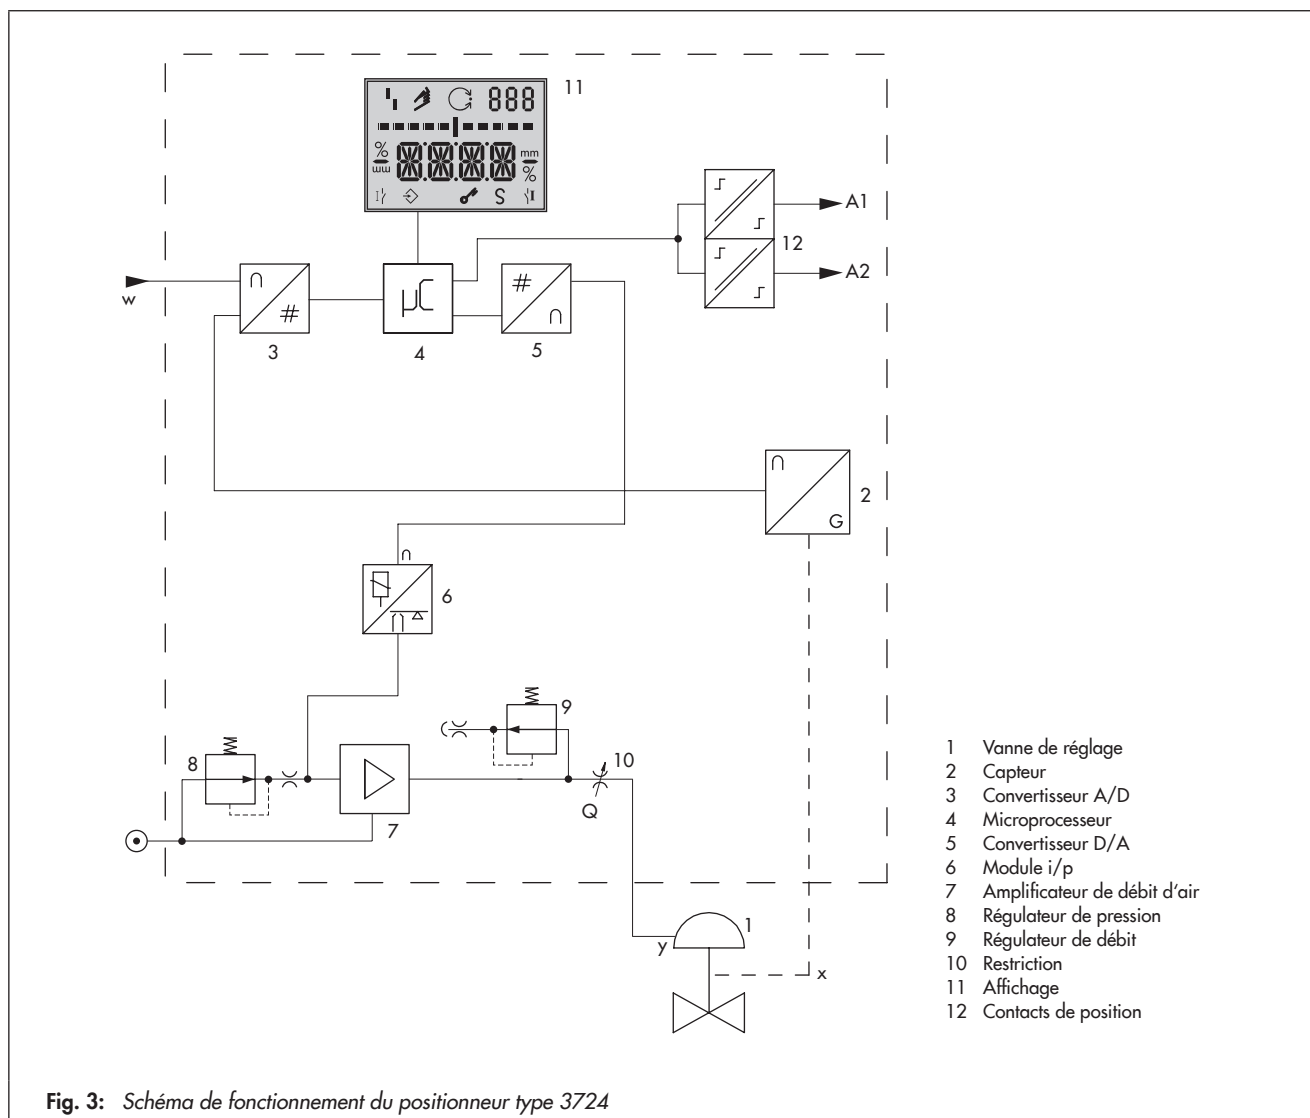 11
888
% mm
mm %
S
A1
12
A2
w
∩
#
µC
#
∩
3
4
5
∩
G
2
∩
6
9
8
10
Q
7
1
y
x
1 Vanne de réglage
2 Capteur
3 Convertisseur A/D
4 Microprocesseur
5 Convertisseur D/A
6 Module i/p
7 Amplificateur de débit d'air
8 Régulateur de pression
9 Régulateur de débit
10 Restriction
11 Affichage
12 Contacts de position
Fig. 3: Schéma de fonctionnement du positionneur type 3724